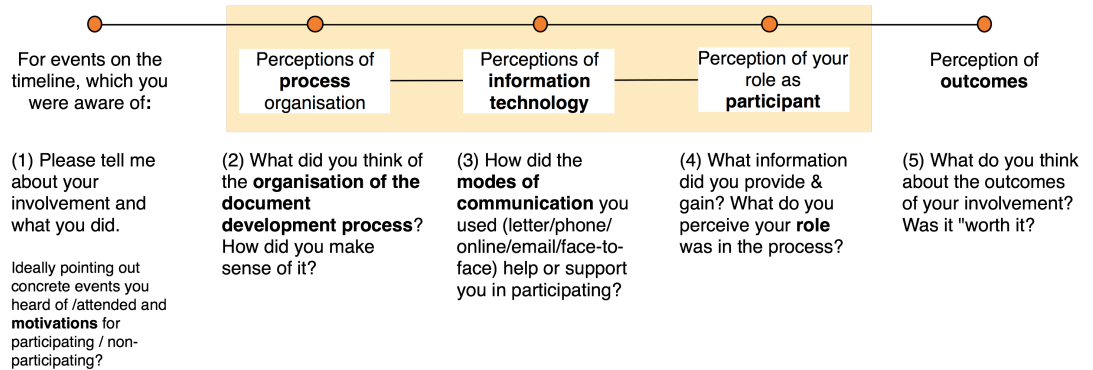 For events on the
timeline, which you
were aware of:
Perceptions of
process
organisation
Perceptions of
information
technology
Perception of your
role as
participant
Perception of
outcomes
(1) Please tell me
about your
involvement and
what you did.
Ideally pointing out
concrete events you
heard of /attended and
motivations for
participating / non-
participating?
(2) What did you think of
the organisation of the
document
development process?
How did you make
sense of it?
(3) How did the
modes of
communication you
used (letter/phone/
online/email/face-to-
face) help or support
you in participating?
(4) What information
did you provide &
gain? What do you
perceive your role
was in the process?
(5) What do you think
about the outcomes
of your involvement?
Was it "worth it?